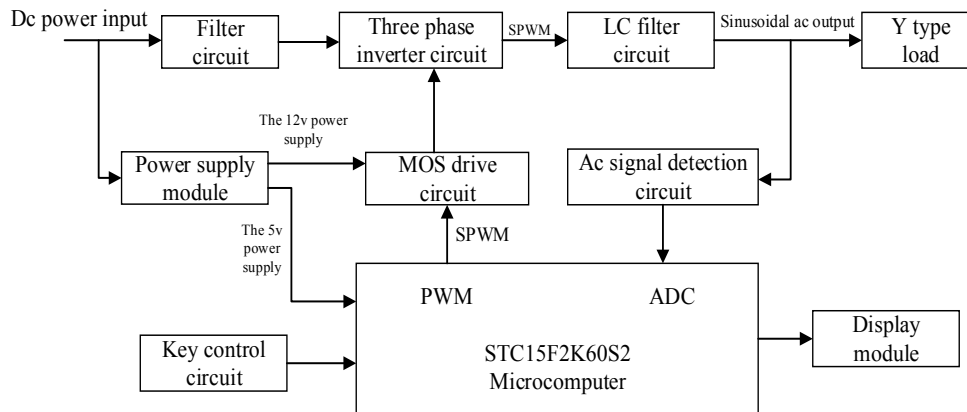 Dc power input
Filter
circuit
Three phase
inverter circuit
SPWM
LC filter
circuit
Sinusoidal ac output
Y type
load
The 12v power
supply
Power supply
module
MOS drive
circuit
Ac signal detection
circuit
The 5v
power
supply
SPWM
PWM
ADC
STC15F2K60S2
Microcomputer
Key control
circuit
Display
module